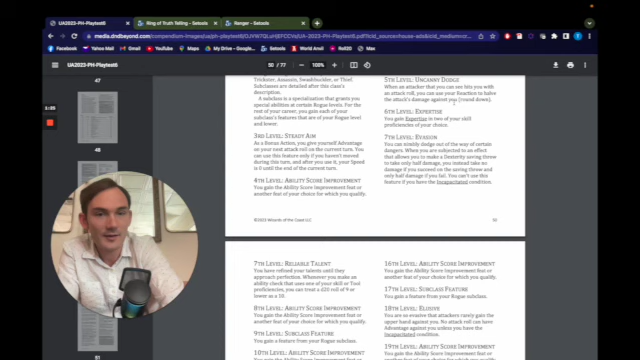 UA2023-PH-Playtest6
Ring of Truth Telling - 5etools
Ranger - 5etools
media.dndbeyond.com/compendium-images/ua/ph-playtest6/
Facebook
Yahoo Mail
Gmail
YouTube
Maps
My Drive – Google...
5etools
World Anvil
Roll20
Max
UA2023-PH-Playtest6
50 / 77
100%
47
48
91
1:09
Trickster, Assassin, Swashbuckler, or Thief.
Subclasses are detailed after this class's
description.
A subclass is a specialization that grants you
special abilities at certain Rogue levels. For the
rest of your career, you gain each of your
subclass's features that are of your Rogue level
and lower.
3RD LEVEL: STEADY AIM
As a Bonus Action, you give yourself Advantage
on your next attack roll on the current turn. You
can use this feature only if you haven't moved
during this turn, and after you use it, your Speed
is 0 until the end of the current turn.
4TH LEVEL: ABILITY SCORE IMPROVEMENT
You gain the Ability Score Improvement feat or
another feat of your choice for which you qualify.
5TH LEVEL: UNCANNY DODGE
When an attacker that you can see hits you with
an attack roll, you can use your Reaction to halve
the attack's damage against you (round down).
6TH LEVEL: EXPERTISE
You gain Expertise in two of your skill
proficiencies of your choice.
7TH LEVEL: EVASION
You can nimbly dodge out of the way of certain
dangers. When you are subjected to an effect
that allows you to make a Dexterity saving throw
to take only half damage, you instead take no
damage if you succeed on the saving throw and
only half damage if you fail. You can't use this
feature if you have the Incapacitated condition.
©2023 Wizards of the Coast LLC
50
7TH LEVEL: RELIABLE TALENT
You have refined your talents until they
approach perfection. Whenever you make an
ability check that uses one of your skill or Tool
proficiencies, you can treat a d20 roll of 9 or
lower as a 10.
8TH LEVEL: ABILITY SCORE IMPROVEMENT
You gain the Ability Score Improvement feat or
another feat of your choice for which you qualify.
9TH LEVEL: SUBCLASS FEATURE
You gain a feature from your Rogue subclass.
10TH LEVEL: ABILITY SCORE IMPROVEMENT
16TH LEVEL: ABILITY SCORE IMPROVEMENT
You gain the Ability Score Improvement feat or
another feat of your choice for which you qualify.
17TH LEVEL: SUBCLASS FEATURE
You gain a feature from your Rogue subclass.
18TH LEVEL: ELUSIVE
You are so evasive that attackers rarely gain the
upper hand against you. No attack roll can have
Advantage against you unless you have the
Incapacitated condition.
19TH LEVEL: ABILITY SCORE IMPROVEMENT